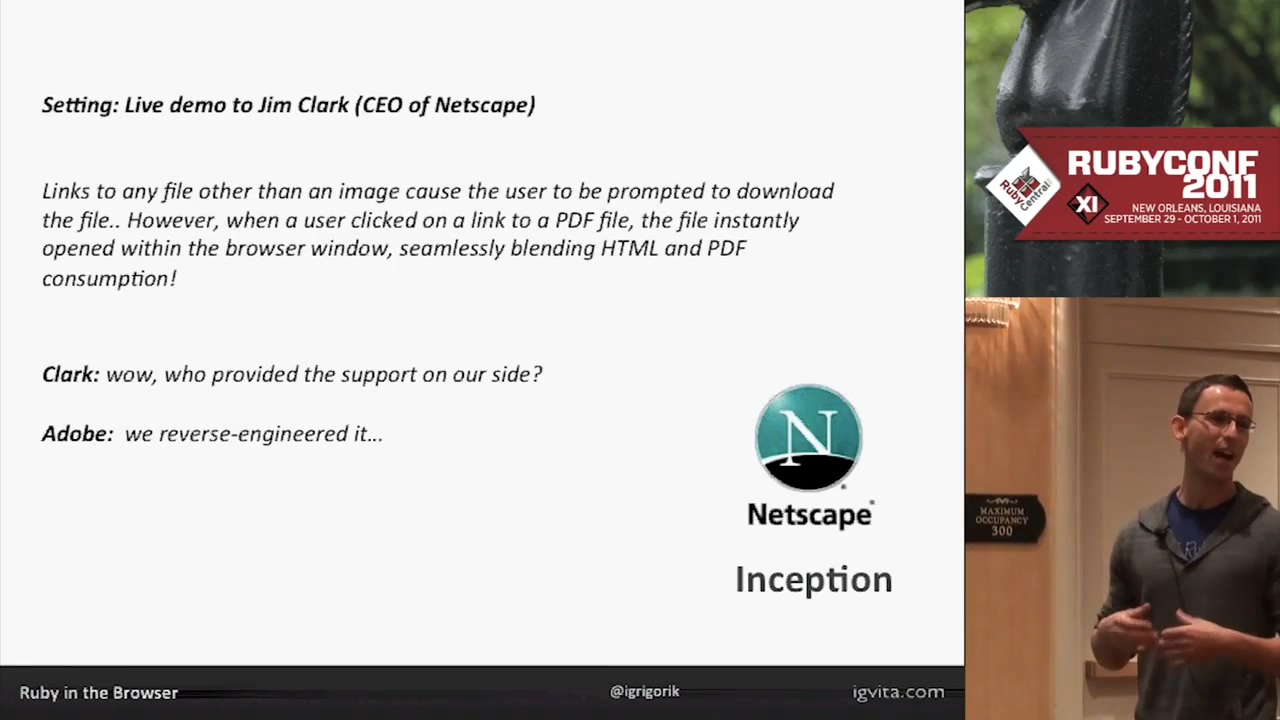 Setting: Live demo to Jim Clark (CEO of Netscape)
Links to any file other than an image cause the user to be prompted to download
the file.. However, when a user clicked on a link to a PDF file, the file instantly
opened within the browser window, seamlessly blending HTML and PDF
consumption!
Clark: wow, who provided the support on our side?
Adobe: we reverse-engineered it...
N
Netscape
Inception
Ruby in the Browser
@igrigorik
igvita.com
RubyCentral
XI
RUBYCONF
2011
NEW ORLEANS, LOUISIANA
SEPTEMBER 29 - OCTOBER 1, 2011
MAXIMUM
OCCUPANCY
300